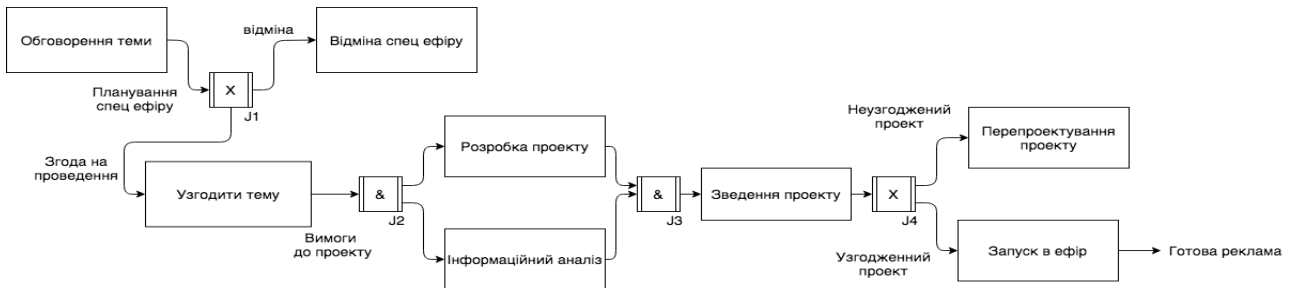 Обговорення теми
відміна
Відміна спец ефіру
Планування
спец ефіру
X
J1
Згода на
проведення
Узгодити тему
Вимоги
до проекту
&
J2
Розробка проекту
Інформаційний аналіз
&
J3
Зведення проекту
X
J4
Неузгоджений
проект
Перепроектування
проекту
Узгодженний
проект
Запуск в ефір
Готова реклама